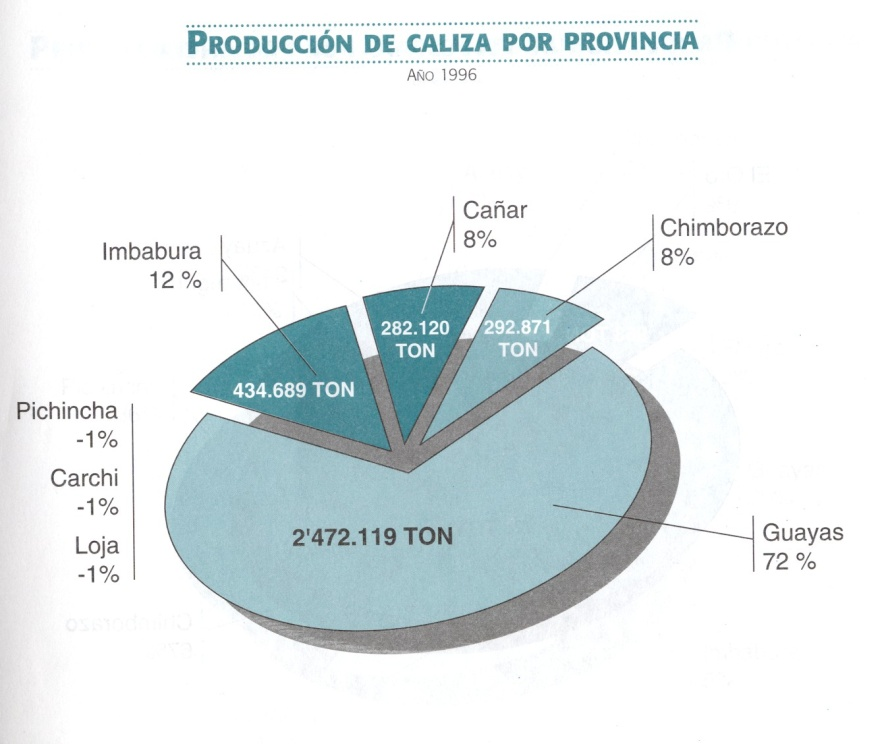 PRODUCCIÓN DE CALIZA POR PROVINCIA
AÑO 1996
Cañar
8%
Chimborazo
8%
Imbabura
12 %
282.120
TON
292.871
TON
434.689 TON
Pichincha
-1%
Carchi
-1%
Loja
-1%
2'472.119 TON
Guayas
72 %